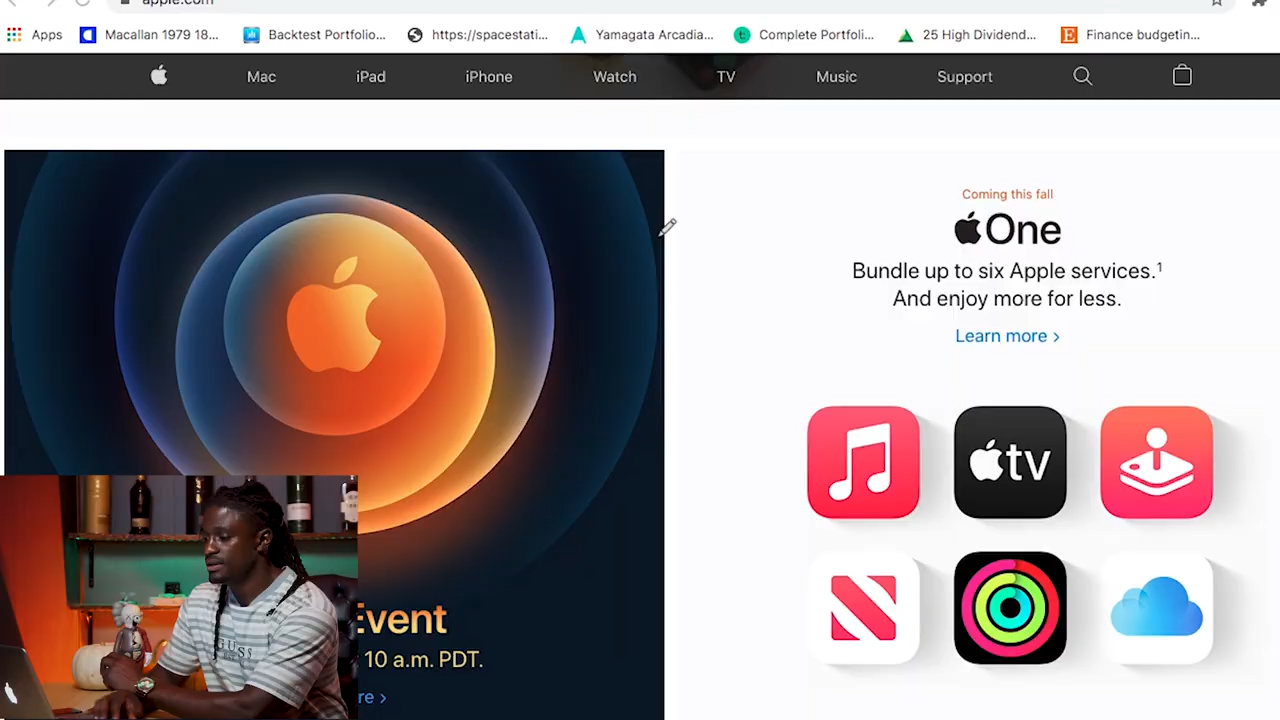 apple.com
Apps Macallan 1979 18... Backtest Portfolio... https://spacestati... Yamagata Arcadia... Complete Portfoli... 25 High Dividend... Finance budgetin...
Mac iPad iPhone Watch TV Music Support
Coming this fall
One
Bundle up to six Apple services.¹
And enjoy more for less.
Learn more >
tv
Event
10 a.m. PDT.
re >
GUSS